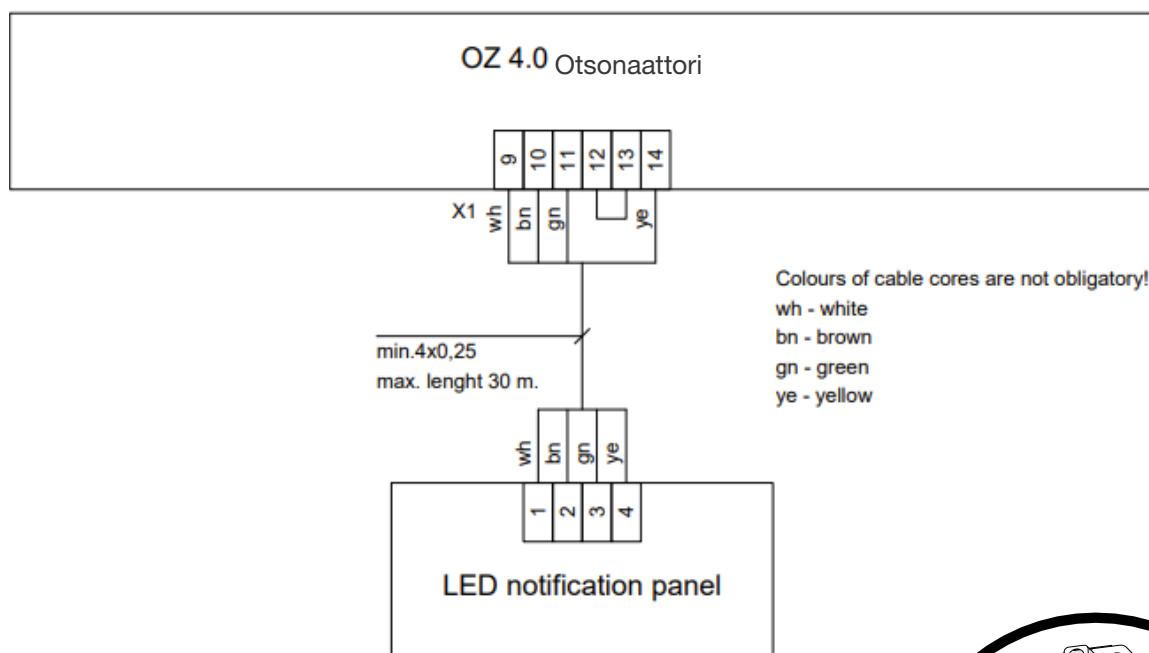 OZ 4.0 Otsonaattori
9 10 11 12 13 14
X1 wh bn gn ye
Colours of cable cores are not obligatory!
wh - white
bn - brown
gn - green
ye - yellow
min.4x0,25
max. lenght 30 m.
wh bn gn ye
1 2 3 4
LED notification panel